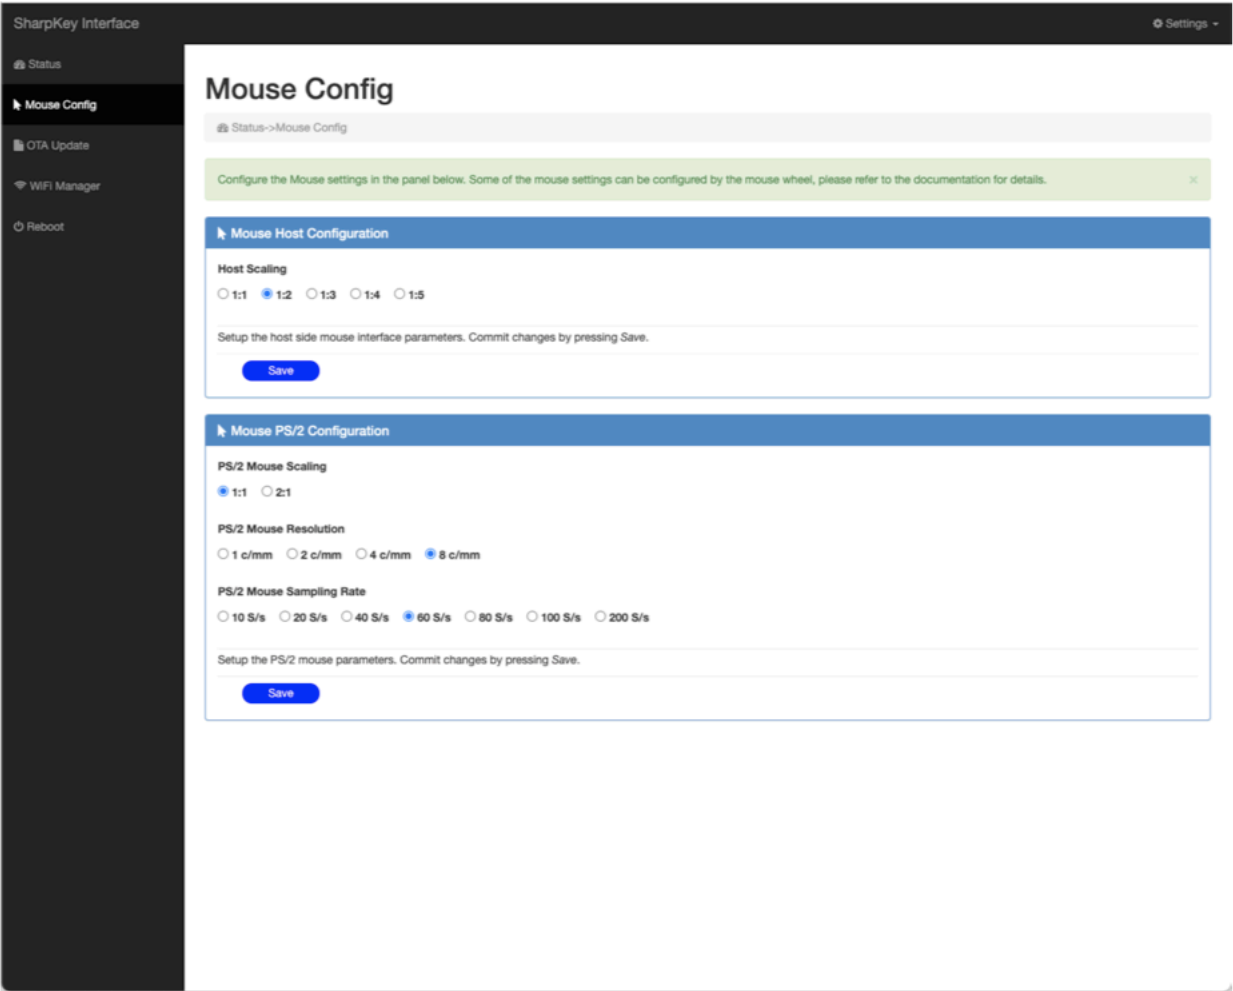 SharpKey Interface
Settings
Status
Mouse Config
OTA Update
WiFi Manager
Reboot
Mouse Config
Status->Mouse Config
Configure the Mouse settings in the panel below. Some of the mouse settings can be configured by the mouse wheel, please refer to the documentation for details. ×
Mouse Host Configuration
Host Scaling
1:1 1:2 1:3 1:4 1:5
Setup the host side mouse interface parameters. Commit changes by pressing Save.
Save
Mouse PS/2 Configuration
PS/2 Mouse Scaling
1:1 2:1
PS/2 Mouse Resolution
1 c/mm 2 c/mm 4 c/mm 8 c/mm
PS/2 Mouse Sampling Rate
10 S/s 20 S/s 40 S/s 60 S/s 80 S/s 100 S/s 200 S/s
Setup the PS/2 mouse parameters. Commit changes by pressing Save.
Save